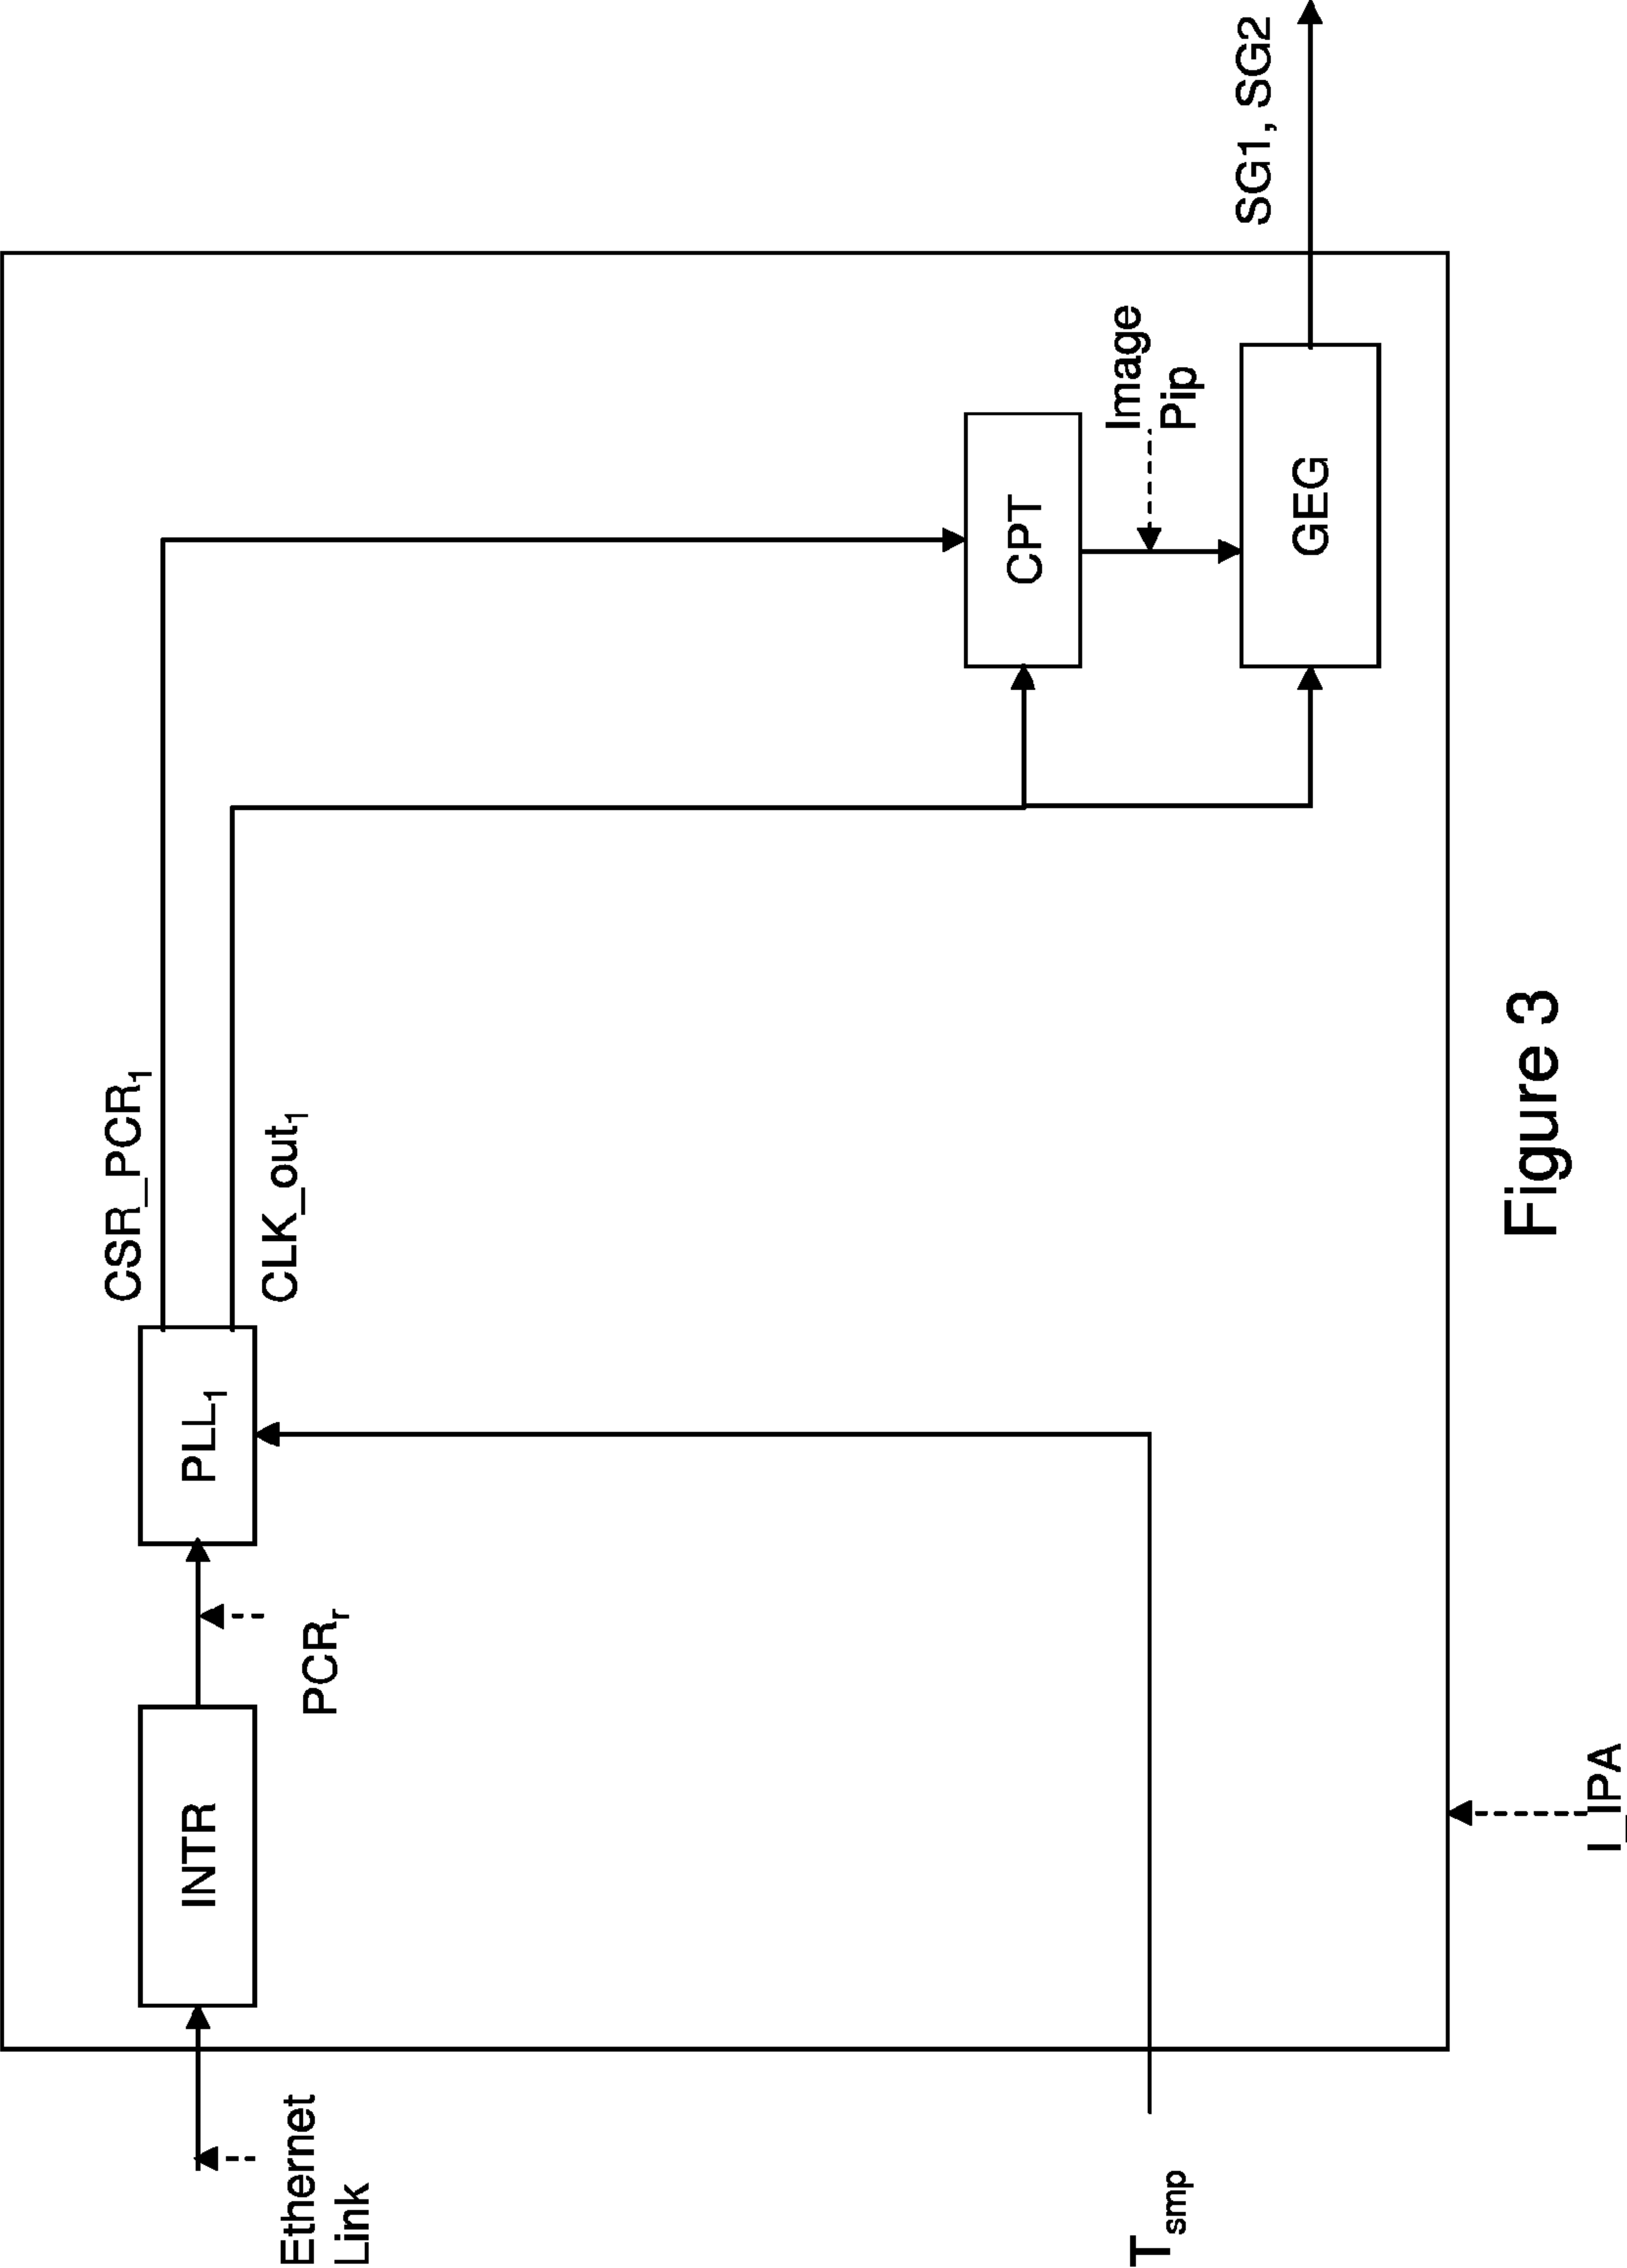 Ethernet
Link
INTR
PCRr
PLL1
CSR_PCR1
CLK_out1
CPT
Image
Pip
GEG
SG1, SG2
Tsmp
I_IPA
Figure 3